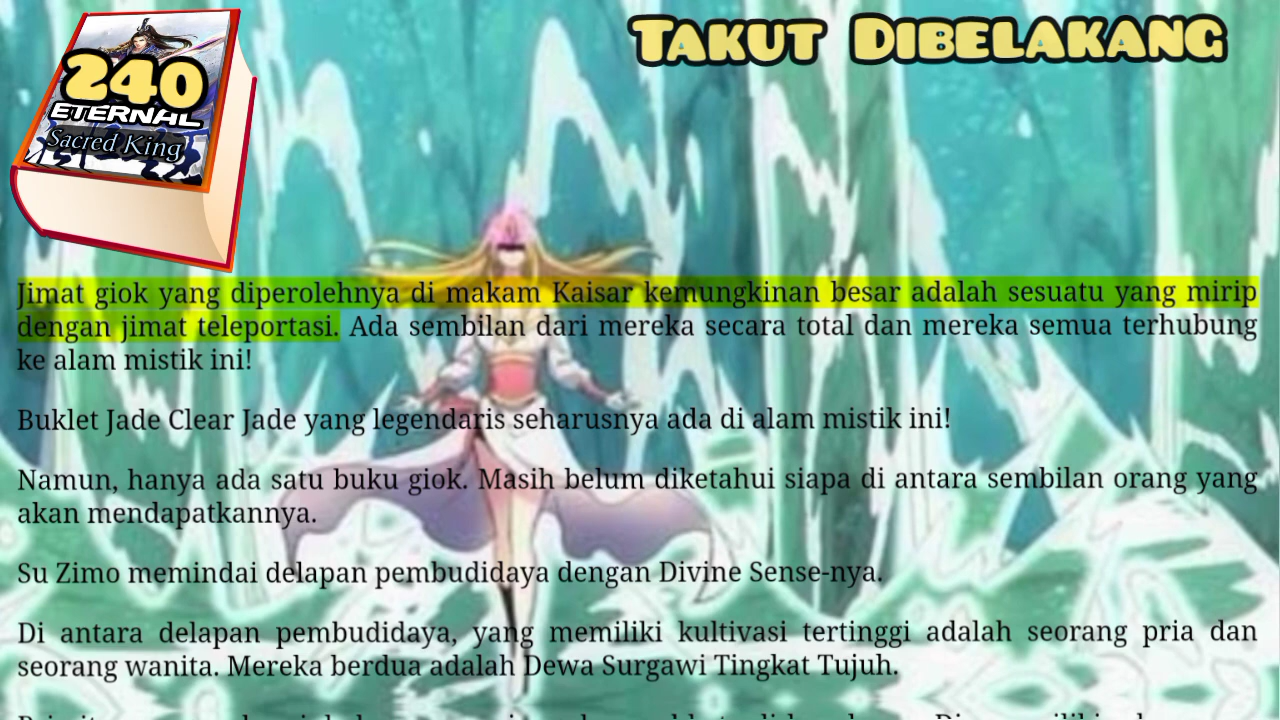 TAKUT DIBELAKANG
240
ETERNAL
Sacred King
Jimat giok yang diperolehnya di makam Kaisar kemungkinan besar adalah sesuatu yang mirip
dengan jimat teleportasi. Ada sembilan dari mereka secara total dan mereka semua terhubung
ke alam mistik ini!
Buklet Jade Clear Jade yang legendaris seharusnya ada di alam mistik ini!
Namun, hanya ada satu buku giok. Masih belum diketahui siapa di antara sembilan orang yang
akan mendapatkannya.
Su Zimo memindai delapan pembudidaya dengan Divine Sense-nya.
Di antara delapan pembudidaya, yang memiliki kultivasi tertinggi adalah seorang pria dan
seorang wanita. Mereka berdua adalah Dewa Surgawi Tingkat Tujuh.